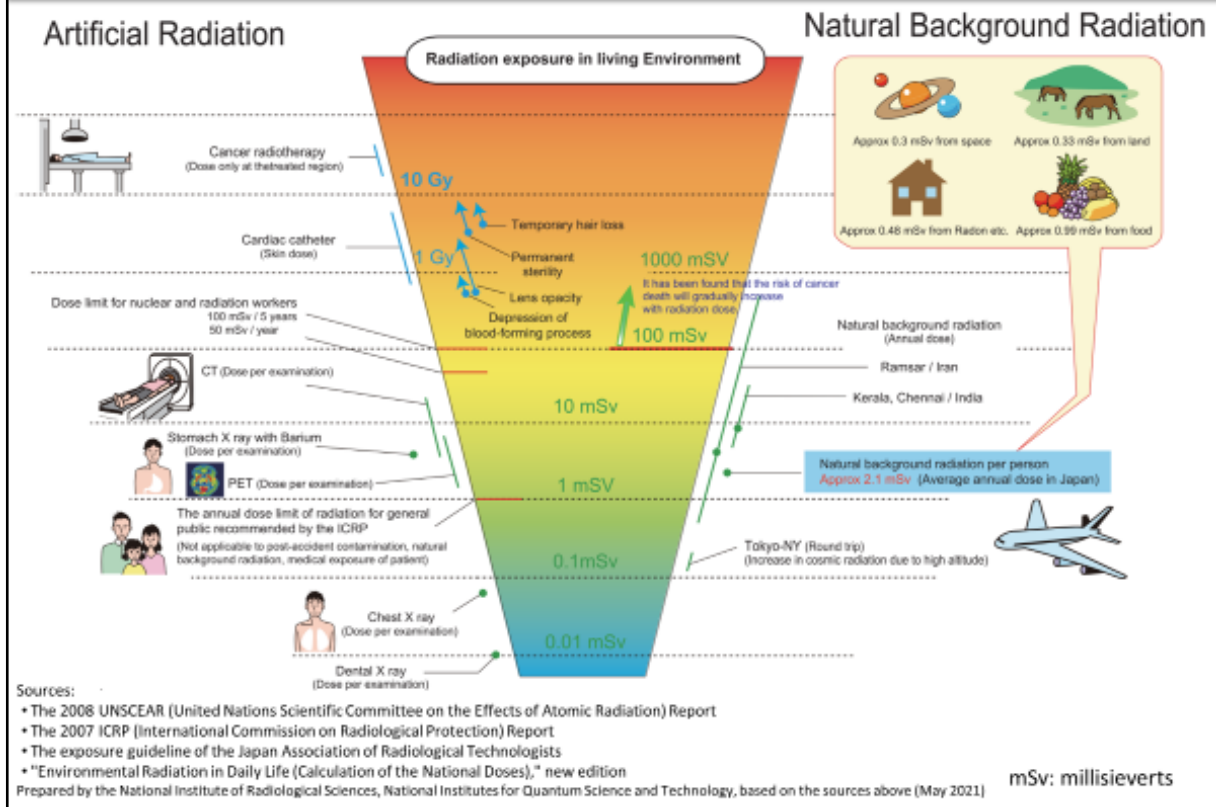 Artificial Radiation
Natural Background Radiation
Radiation exposure in living Environment
Approx 0.3 mSv from space
Approx 0.33 mSv from land
Approx 0.48 mSv from Radon etc.
Approx 0.99 mSv from food
Cancer radiotherapy
(Dose only at thetreated region)
10 Gy
Temporary hair loss
Cardiac catheter
(Skin dose)
Permanent
sterility
1 Gy
1000 mSV
It has been found that the risk of cancer
death will gradually increase
with radiation dose
Lens opacity
Depression of
blood-forming process
Dose limit for nuclear and radiation workers
100 mSv / 5 years
50 mSv / year
100 mSv
Natural background radiation
(Annual dose)
Ramsar / Iran
CT (Dose per examination)
Kerala, Chennai / India
10 mSv
Stomach X ray with Barium
(Dose per examination)
PET (Dose per examination)
1 mSV
Natural background radiation per person
Approx 2.1 mSv (Average annual dose in Japan)
The annual dose limit of radiation for general
public recommended by the ICRP
(Not applicable to post-accident contamination, natural
background radiation, medical exposure of patient)
0.1mSv
Tokyo-NY (Round trip)
(Increase in cosmic radiation due to high altitude)
Chest X ray
(Dose per examination)
0.01 mSv
Dental X ray
(Dose per examination)
Sources:
• The 2008 UNSCEAR (United Nations Scientific Committee on the Effects of Atomic Radiation) Report
• The 2007 ICRP (International Commission on Radiological Protection) Report
• The exposure guideline of the Japan Association of Radiological Technologists
• "Environmental Radiation in Daily Life (Calculation of the National Doses)," new edition
Prepared by the National Institute of Radiological Sciences, National Institutes for Quantum Science and Technology, based on the sources above (May 2021)
mSv: millisieverts